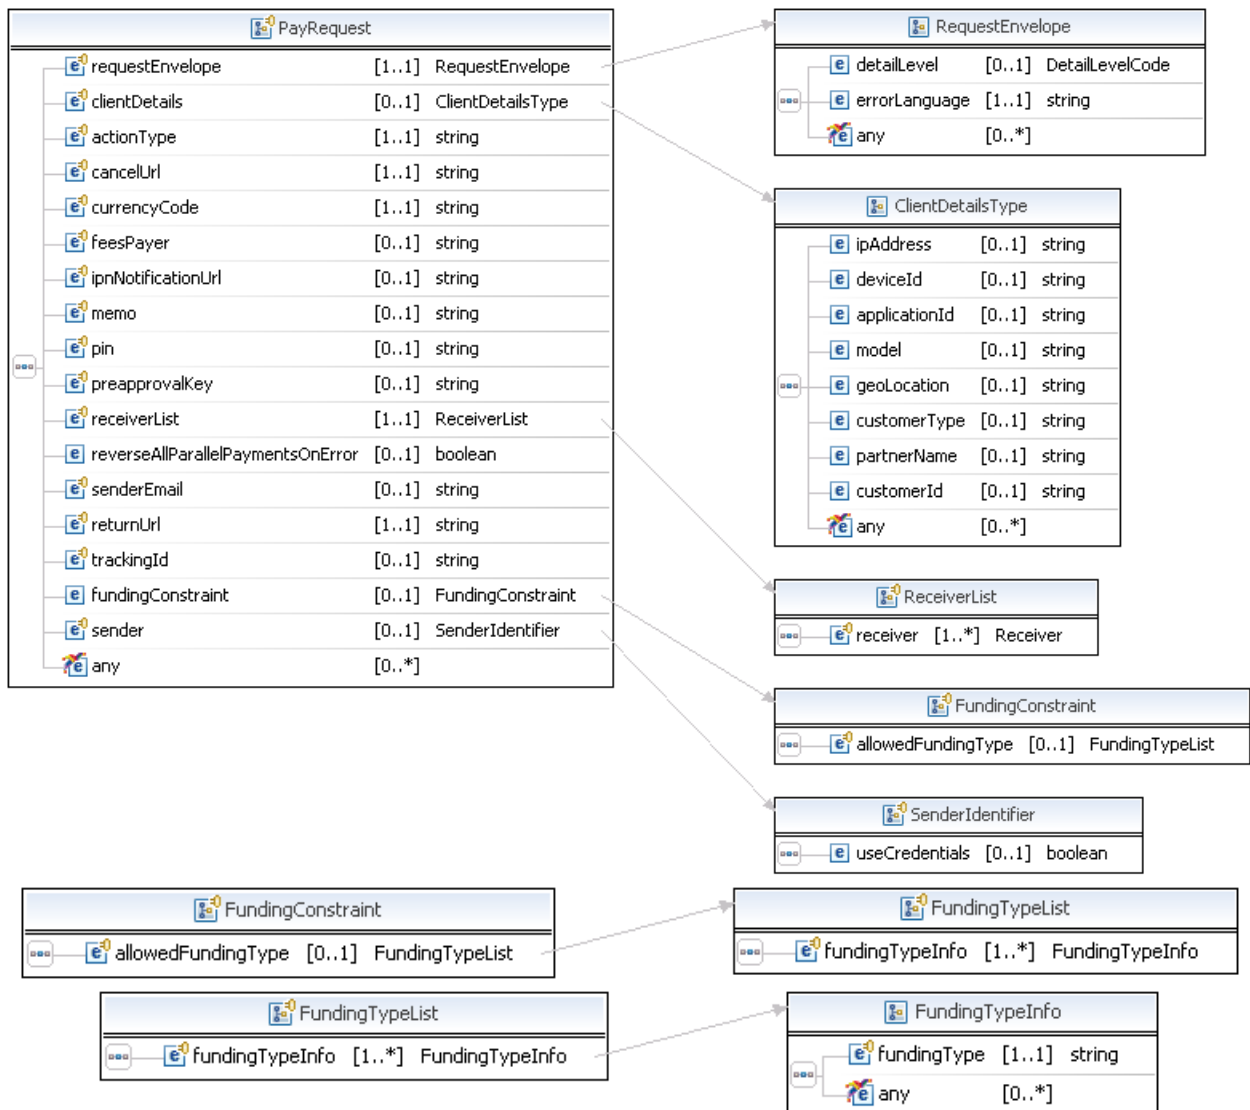 PayRequest
requestEnvelope [1..1] RequestEnvelope
clientDetails [0..1] ClientDetailsType
actionType [1..1] string
cancelUrl [1..1] string
currencyCode [1..1] string
feesPayer [0..1] string
ipnNotificationUrl [0..1] string
memo [0..1] string
pin [0..1] string
preapprovalKey [0..1] string
receiverList [1..1] ReceiverList
reverseAllParallelPaymentsOnError [0..1] boolean
senderEmail [0..1] string
returnUrl [1..1] string
trackingId [0..1] string
fundingConstraint [0..1] FundingConstraint
sender [0..1] SenderIdentifier
any [0..*]
RequestEnvelope
detailLevel [0..1] DetailLevelCode
errorLanguage [1..1] string
any [0..*]
ClientDetailsType
ipAddress [0..1] string
deviceId [0..1] string
applicationId [0..1] string
model [0..1] string
geoLocation [0..1] string
customerType [0..1] string
partnerName [0..1] string
customerId [0..1] string
any [0..*]
ReceiverList
receiver [1..*] Receiver
FundingConstraint
allowedFundingType [0..1] FundingTypeList
SenderIdentifier
useCredentials [0..1] boolean
FundingConstraint
allowedFundingType [0..1] FundingTypeList
FundingTypeList
fundingTypeInfo [1..*] FundingTypeInfo
FundingTypeList
fundingTypeInfo [1..*] FundingTypeInfo
FundingTypeInfo
fundingType [1..1] string
any [0..*]